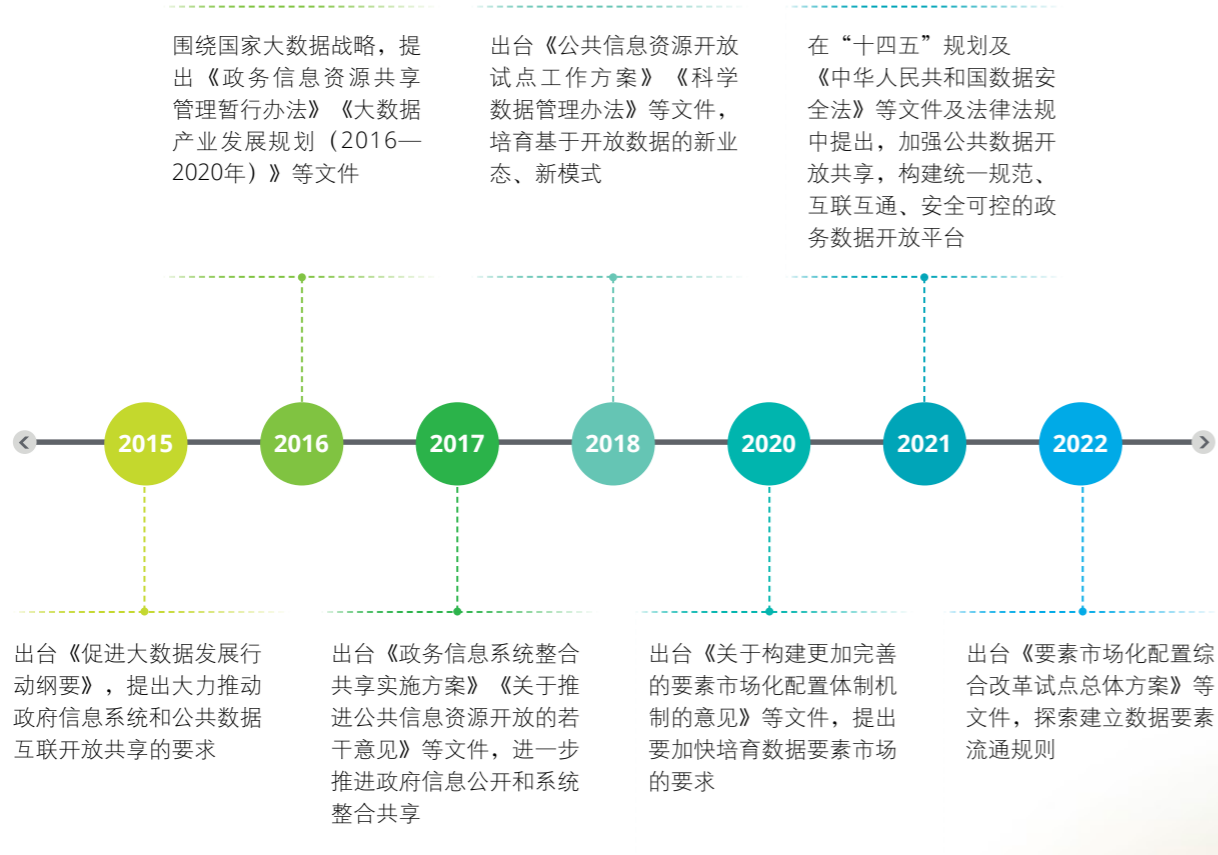 围绕国家大数据战略，提
出《政务信息资源共享
管理暂行办法》《大数据
产业发展规划（2016—
2020年）》等文件
出台《公共信息资源开放
试点工作方案》《科学
数据管理办法》等文件，
培育基于开放数据的新业
态、新模式
在“十四五”规划及
《中华人民共和国数据安
全法》等文件及法律法规
中提出，加强公共数据开
放共享，构建统一规范、
互联互通、安全可控的政
务数据开放平台
2015
2016
2017
2018
2020
2021
2022
出台《促进大数据发展行
动纲要》，提出大力推动
政府信息系统和公共数据
互联开放共享的要求
出台《政务信息系统整合
共享实施方案》《关于推
进公共信息资源开放的若
干意见》等文件，进一步
推进政府信息公开和系统
整合共享
出台《关于构建更加完善
的要素市场化配置体制机
制的意见》等文件，提出
要加快培育数据要素市场
的要求
出台《要素市场化配置综
合改革试点总体方案》等
文件，探索建立数据要素
流通规则